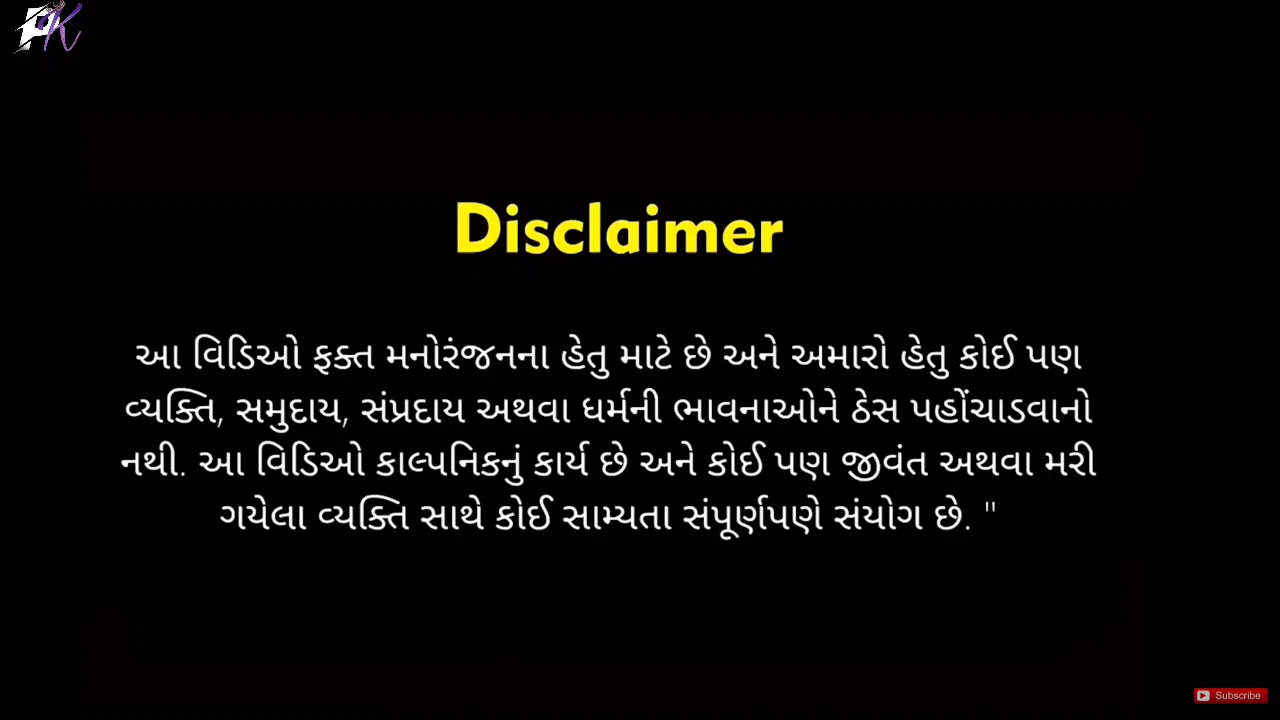 PK
Disclaimer
આ વિડિઓ ફક્ત મનોરંજનના હેતુ માટે છે અને અમારો હેતુ કોઈ પણ
વ્યક્તિ, સમુદાય, સંપ્રદાય અથવા ધર્મની ભાવનાઓને ઠેસ પહોંચાડવાનો
નથી. આ વિડિઓ કાલ્પનિકનું કાર્ય છે અને કોઈ પણ જીવંત અથવા મરી
ગયેલા વ્યક્તિ સાથે કોઈ સામ્યતા સંપૂર્ણપણે સંયોગ છે. "
Subscribe